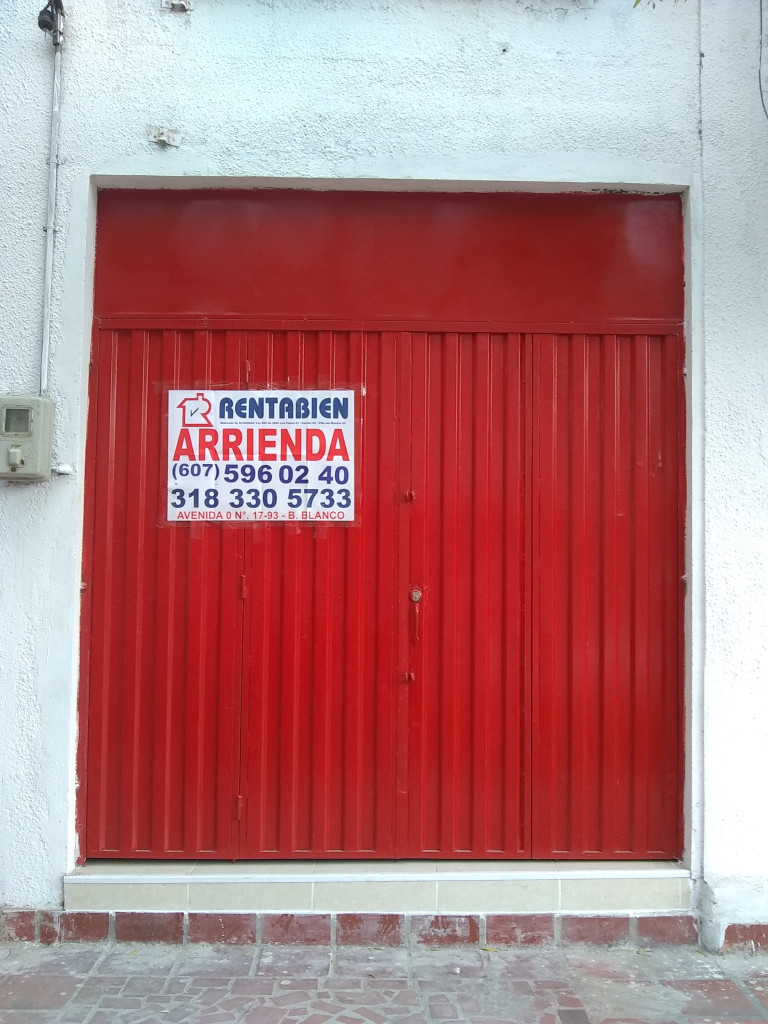 RENTABIEN
ARRIENDA
(607) 596 02 40
318 330 5733
AVENIDA 0 N°. 17-93 - B. BLANCO